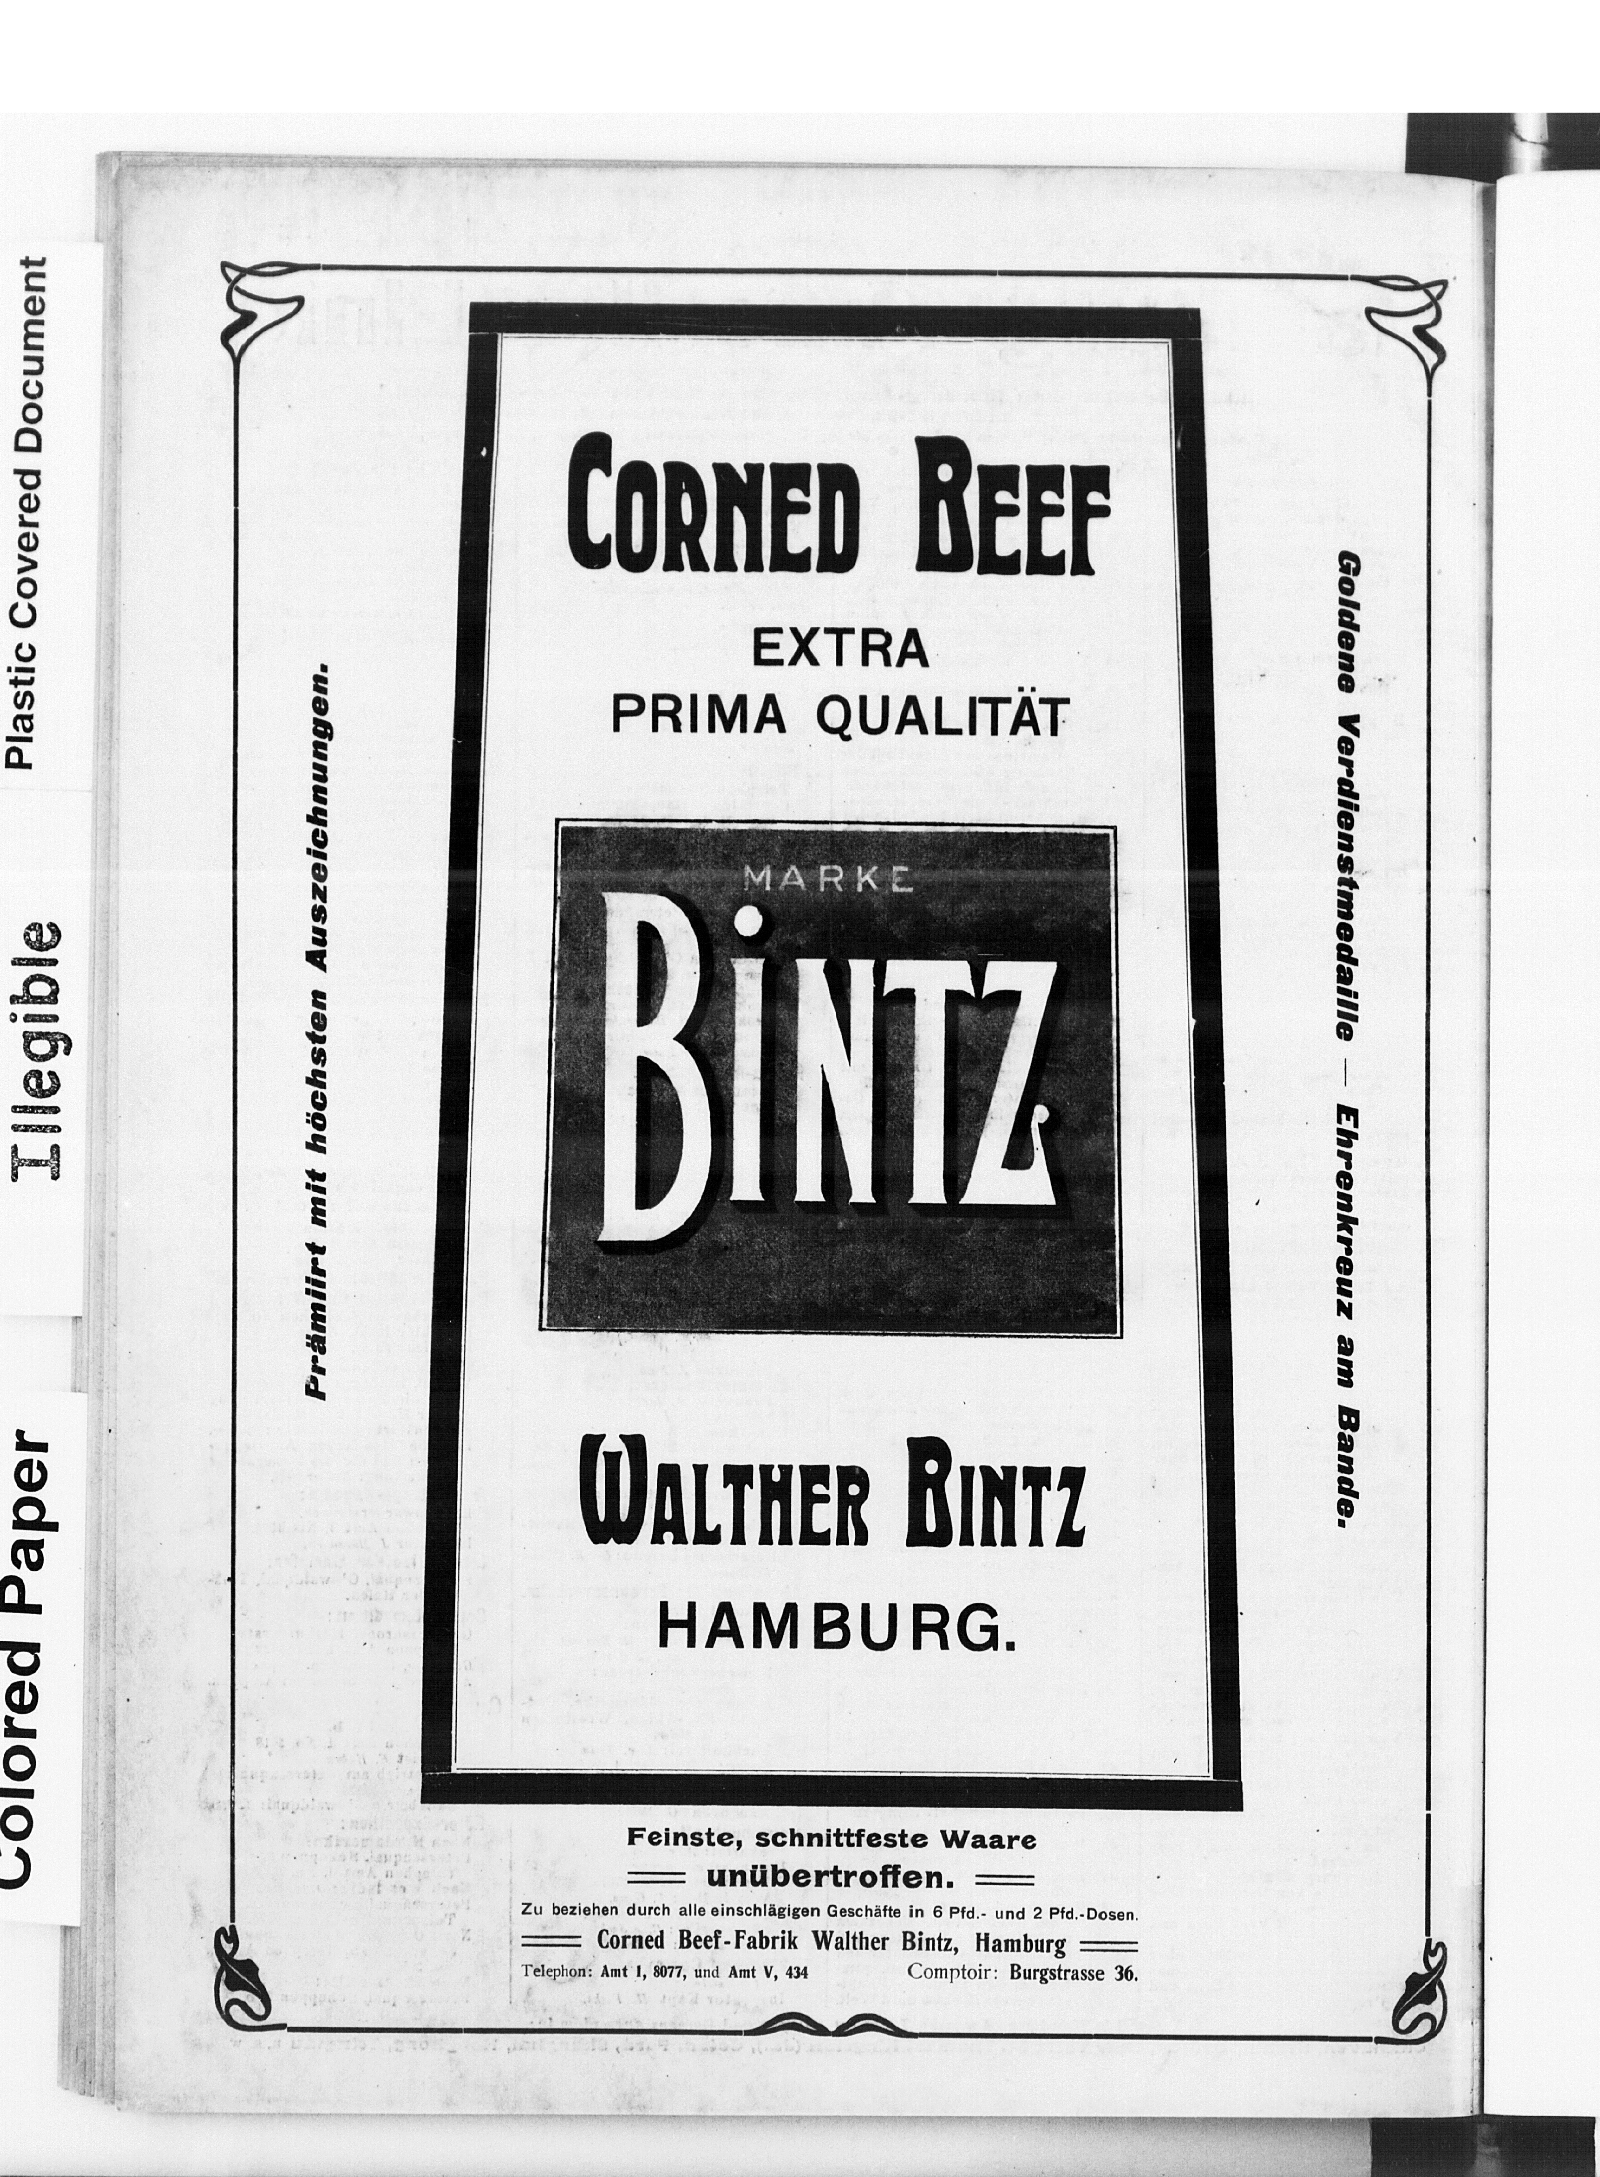 Plastic Covered Document
Illegible
Colored Paper
Prämiirt mit höchsten Auszeichnungen.
CORNED BEEF
EXTRA
PRIMA QUALITÄT
MARKE
BINTZ
WALTHER BINTZ
HAMBURG.
Goldene Verdienstmedaille — Ehrenkreuz am Bande.
Feinste, schnittfeste Waare
unübertroffen.
Zu beziehen durch alle einschlägigen Geschäfte in 6 Pfd.- und 2 Pfd.-Dosen.
Corned Beef-Fabrik Walther Bintz, Hamburg
Telephon: Amt I, 8077, und Amt V, 434 Comptoir: Burgstrasse 36.